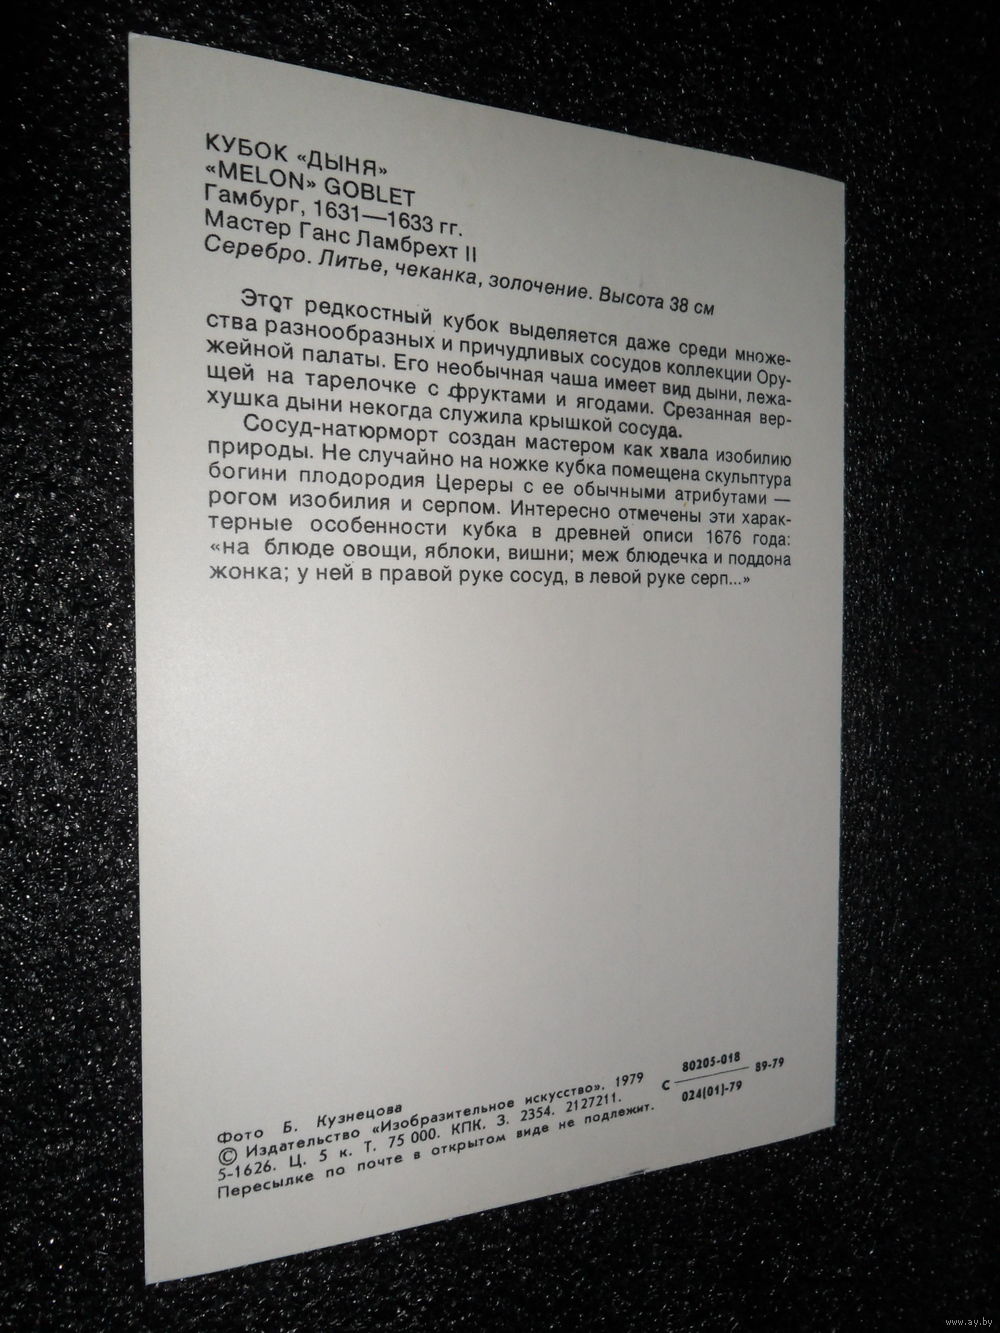 КУБОК «ДЫНЯ»
«MELON» GOBLET
Гамбург, 1631—1633 гг.
Мастер Ганс Ламбрехт II
Серебро. Литье, чеканка, золочение. Высота 38 см
Этот редкостный кубок выделяется даже среди множе-
ства разнообразных и причудливых сосудов коллекции Ору-
жейной палаты. Его необычная чаша имеет вид дыни, лежа-
щей на тарелочке с фруктами и ягодами. Срезанная вер-
хушка дыни некогда служила крышкой сосуда.
Сосуд-натюрморт создан мастером как хвала изобилию
природы. Не случайно на ножке кубка помещена скульптура
богини плодородия Цереры с ее обычными атрибутами —
рогом изобилия и серпом. Интересно отмечены эти харак-
терные особенности кубка в древней описи 1676 года:
«на блюде овощи, яблоки, вишни; меж блюдечка и поддона
жонка; у ней в правой руке сосуд, в левой руке серп...»
Фото Б. Кузнецова
© Издательство «Изобразительное искусство», 1979
5-1626. Ц. 5 к. Т. 75 000. КПК. З. 2354. 2127211.
Пересылке по почте в открытом виде не подлежит.
80205-018
С 89-79
024(01)-79
www.ay.by